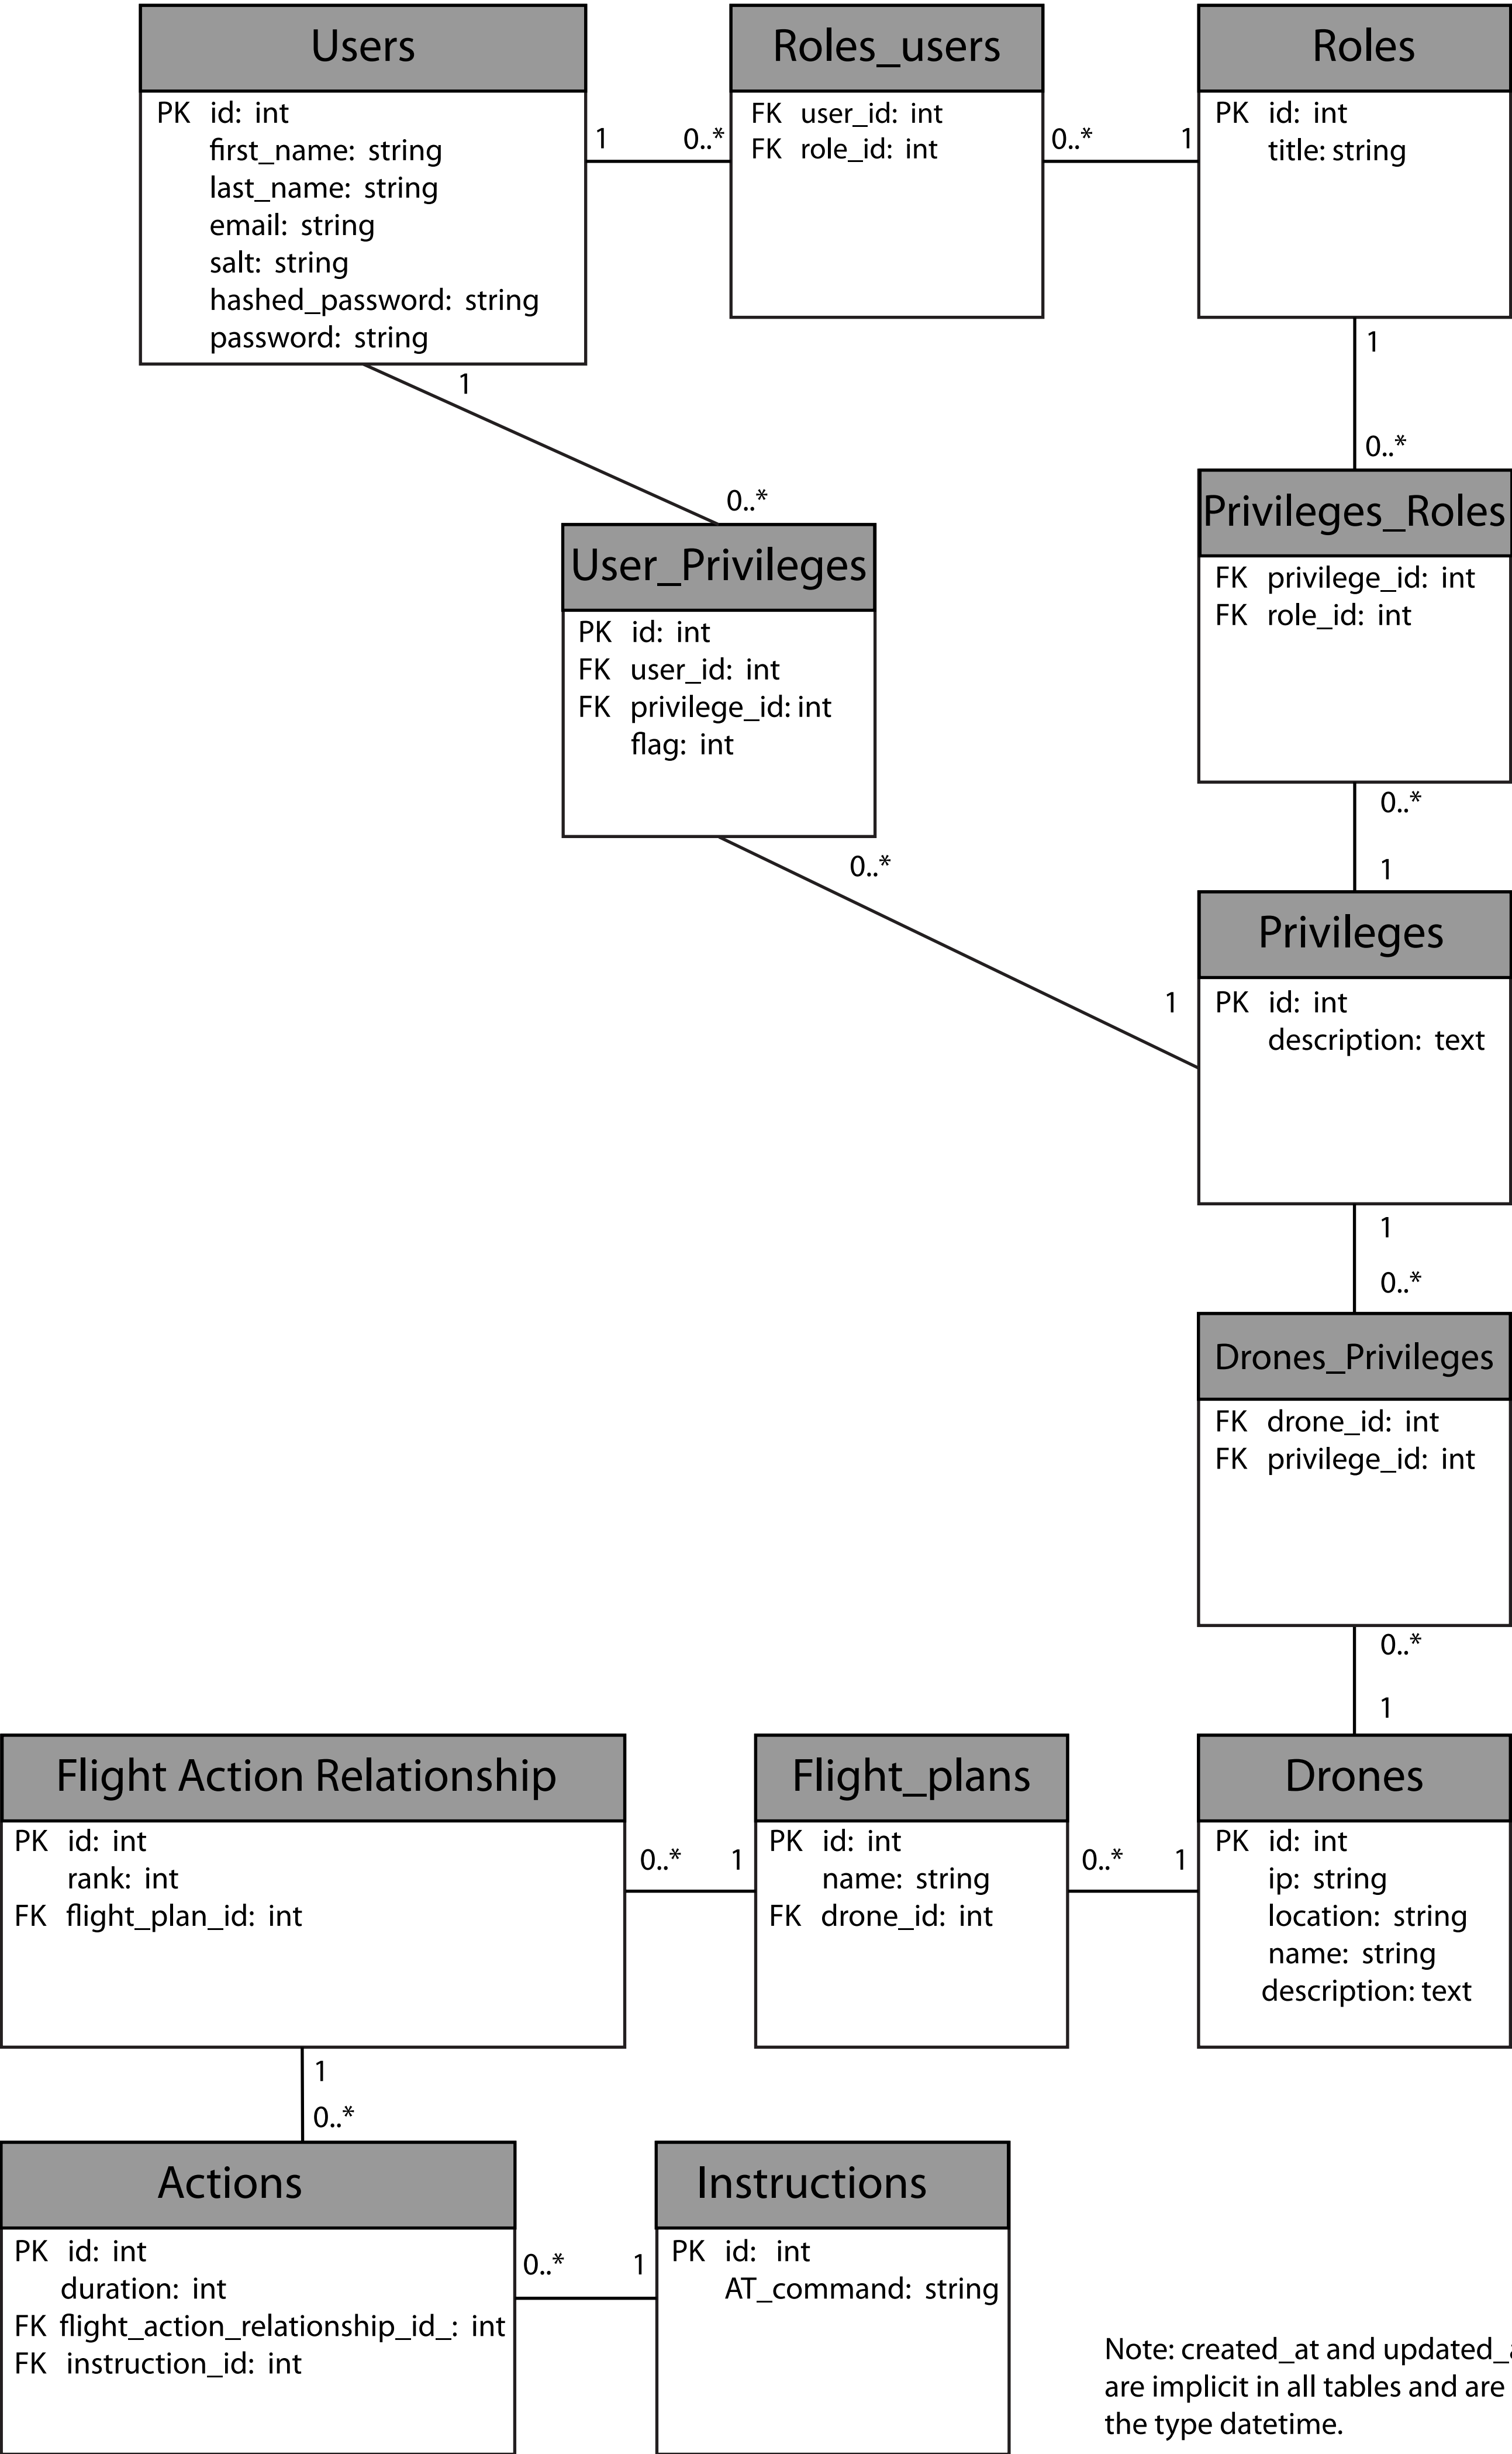 Users
PK id: int
first_name: string
last_name: string
email: string
salt: string
hashed_password: string
password: string
1
0..*
Roles_users
FK user_id: int
FK role_id: int
0..*
1
Roles
PK id: int
title: string
1
0..*
1
0..*
User_Privileges
PK id: int
FK user_id: int
FK privilege_id: int
flag: int
0..*
1
Privileges_Roles
FK privilege_id: int
FK role_id: int
0..*
1
Privileges
PK id: int
description: text
1
0..*
Drones_Privileges
FK drone_id: int
FK privilege_id: int
0..*
1
Flight Action Relationship
PK id: int
rank: int
FK flight_plan_id: int
0..*
1
Flight_plans
PK id: int
name: string
FK drone_id: int
0..*
1
Drones
PK id: int
ip: string
location: string
name: string
description: text
1
0..*
Actions
PK id: int
duration: int
FK flight_action_relationship_id_: int
FK instruction_id: int
0..*
1
Instructions
PK id: int
AT_command: string
Note: created_at and
are implicit in all tables and are
the type datetime.